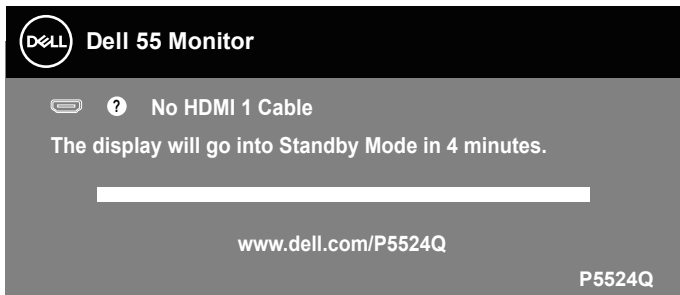 DELL Dell 55 Monitor
? No HDMI 1 Cable
The display will go into Standby Mode in 4 minutes.
www.dell.com/P5524Q
P5524Q